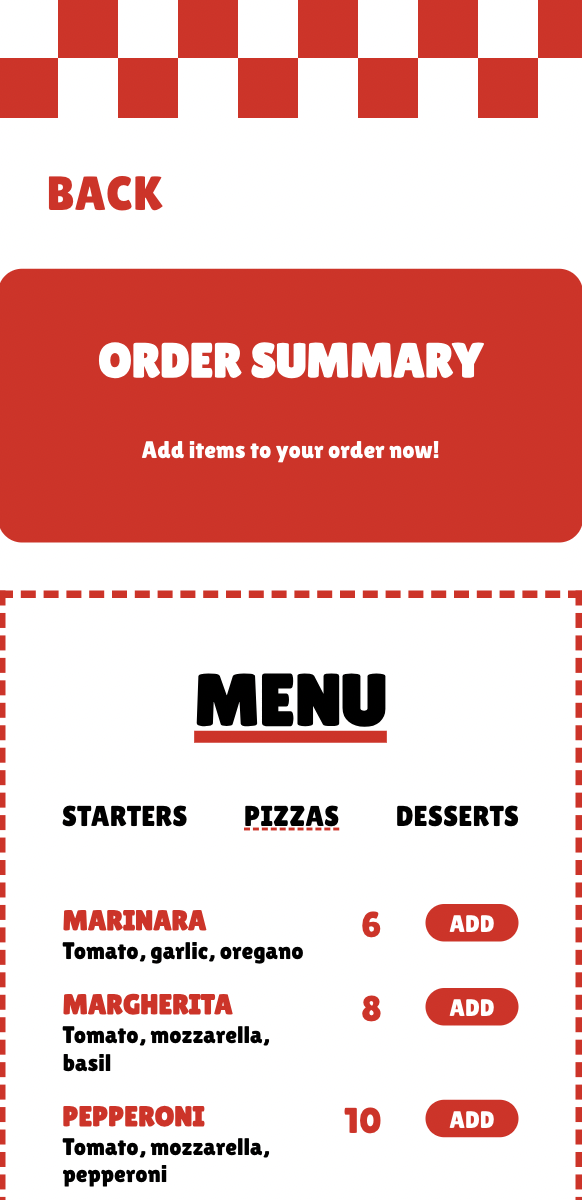 BACK
ORDER SUMMARY
Add items to your order now!
MENU
STARTERS PIZZAS DESSERTS
MARINARA 6 ADD
Tomato, garlic, oregano
MARGHERITA 8 ADD
Tomato, mozzarella,
basil
PEPPERONI 10 ADD
Tomato, mozzarella,
pepperoni